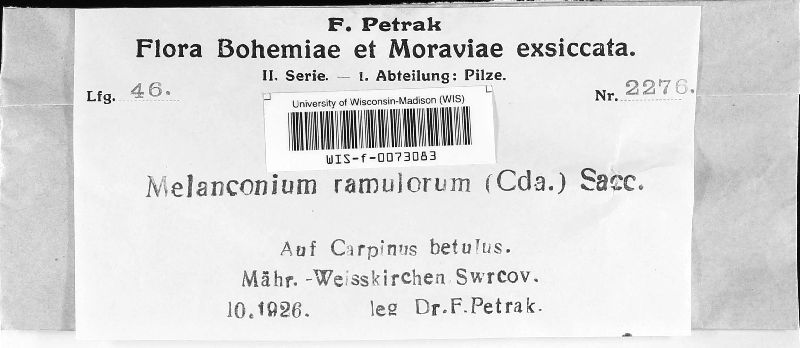 F. Petrak
Flora Bohemiae et Moraviae exsiccata.
II. Serie. — I. Abteilung: Pilze.
Lfg. 46.
Nr. 2276.
University of Wisconsin-Madison (WIS)
WIS-f-0073083
Melanconium ramulorum (Cda.) Sacc.
Auf Carpinus betulus.
Mähr. -Weisskirchen Swrcov.
10.1926. leg Dr.F.Petrak.